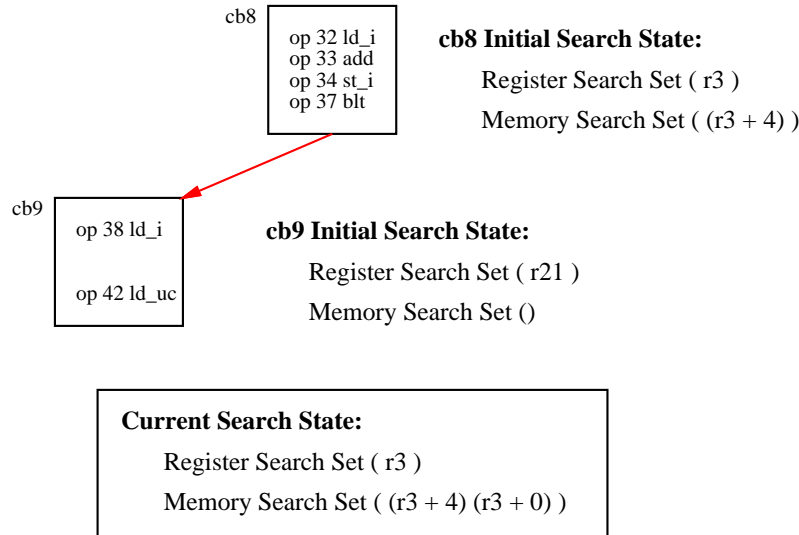 cb8
op 32 ld_i
op 33 add
op 34 st_i
op 37 blt
cb8 Initial Search State:
Register Search Set ( r3 )
Memory Search Set ( (r3 + 4) )
cb9
op 38 ld_i
op 42 ld_uc
cb9 Initial Search State:
Register Search Set ( r21 )
Memory Search Set ()
Current Search State:
Register Search Set ( r3 )
Memory Search Set ( (r3 + 4) (r3 + 0) )